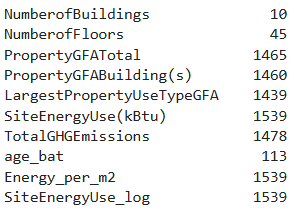 NumberofBuildings 10
NumberofFloors 45
PropertyGFATotal 1465
PropertyGFABuilding(s) 1460
LargestPropertyUseTypeGFA 1439
SiteEnergyUse(kBtu) 1539
TotalGHGEmissions 1478
age_bat 113
Energy_per_m2 1539
SiteEnergyUse_log 1539